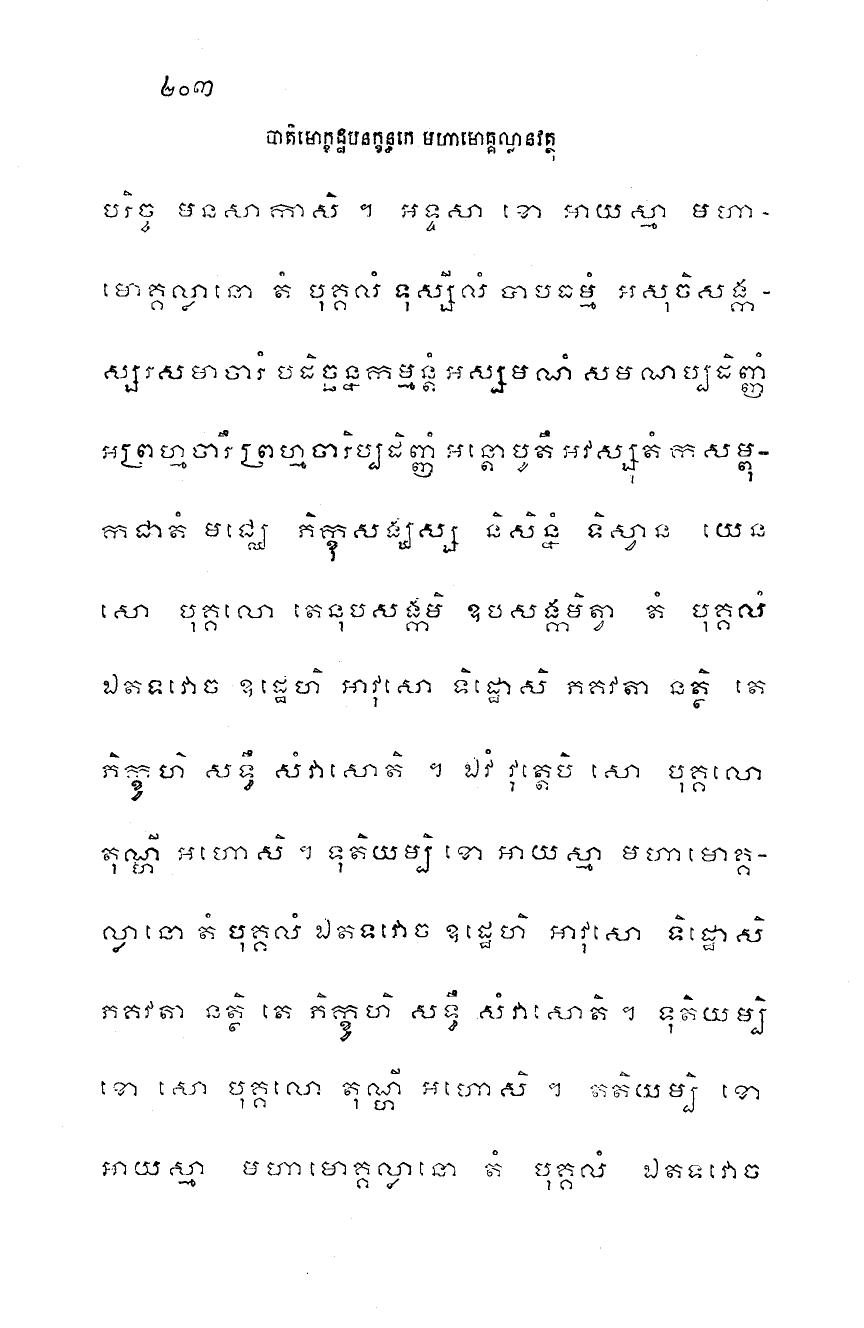 ២០៣
បាតិមោក្ខដ្ឋបនក្ខន្ធកេ មហាមោគ្គល្លានវត្ថុ
បរិច្ច មនសាកាសិ ។ អទ្ទសា ខោ អាយស្មា មហា-
មោគ្គល្លានោ តំ បុគ្គលំ ទុស្សីលំ បាបធម្មំ អសុចិសង្ក-
ស្សរសមាចារំ បដិច្ឆន្នកម្មន្តំ អស្សមណំ សមណប្បដិញ្ញំ
អព្រហ្មចារឹ ព្រហ្មចារិប្បដិញ្ញំ អន្តោបូតឹ អវស្សុតំ កសម្ពុ-
កជាតំ មជ្ឈេ ភិក្ខុសង្ឃស្ស និសិន្នំ ទិស្វាន យេន
សោ បុគ្គលោ តេនុបសង្កមិ ឧបសង្កមិត្វា តំ បុគ្គលំ
ឯតទវោច ឧដ្ឋេហិ អាវុសោ ទិដ្ឋោសិ ភគវតា នត្ថិ តេ
ភិក្ខូហិ សទ្ធឹ សំវាសោតិ ។ ឯវំ វុត្តេបិ សោ បុគ្គលោ
តុណ្ហី អហោសិ ។ ទុតិយម្បិ ខោ អាយស្មា មហាមោគ្គ-
ល្លានោ តំ បុគ្គលំ ឯតទវោច ឧដ្ឋេហិ អាវុសោ ទិដ្ឋោសិ
ភគវតា នត្ថិ តេ ភិក្ខូហិ សទ្ធឹ សំវាសោតិ ។ ទុតិយម្បិ
ខោ សោ បុគ្គលោ តុណ្ហី អហោសិ ។ តតិយម្បិ ខោ
អាយស្មា មហាមោគ្គល្លានោ តំ បុគ្គលំ ឯតទវោច